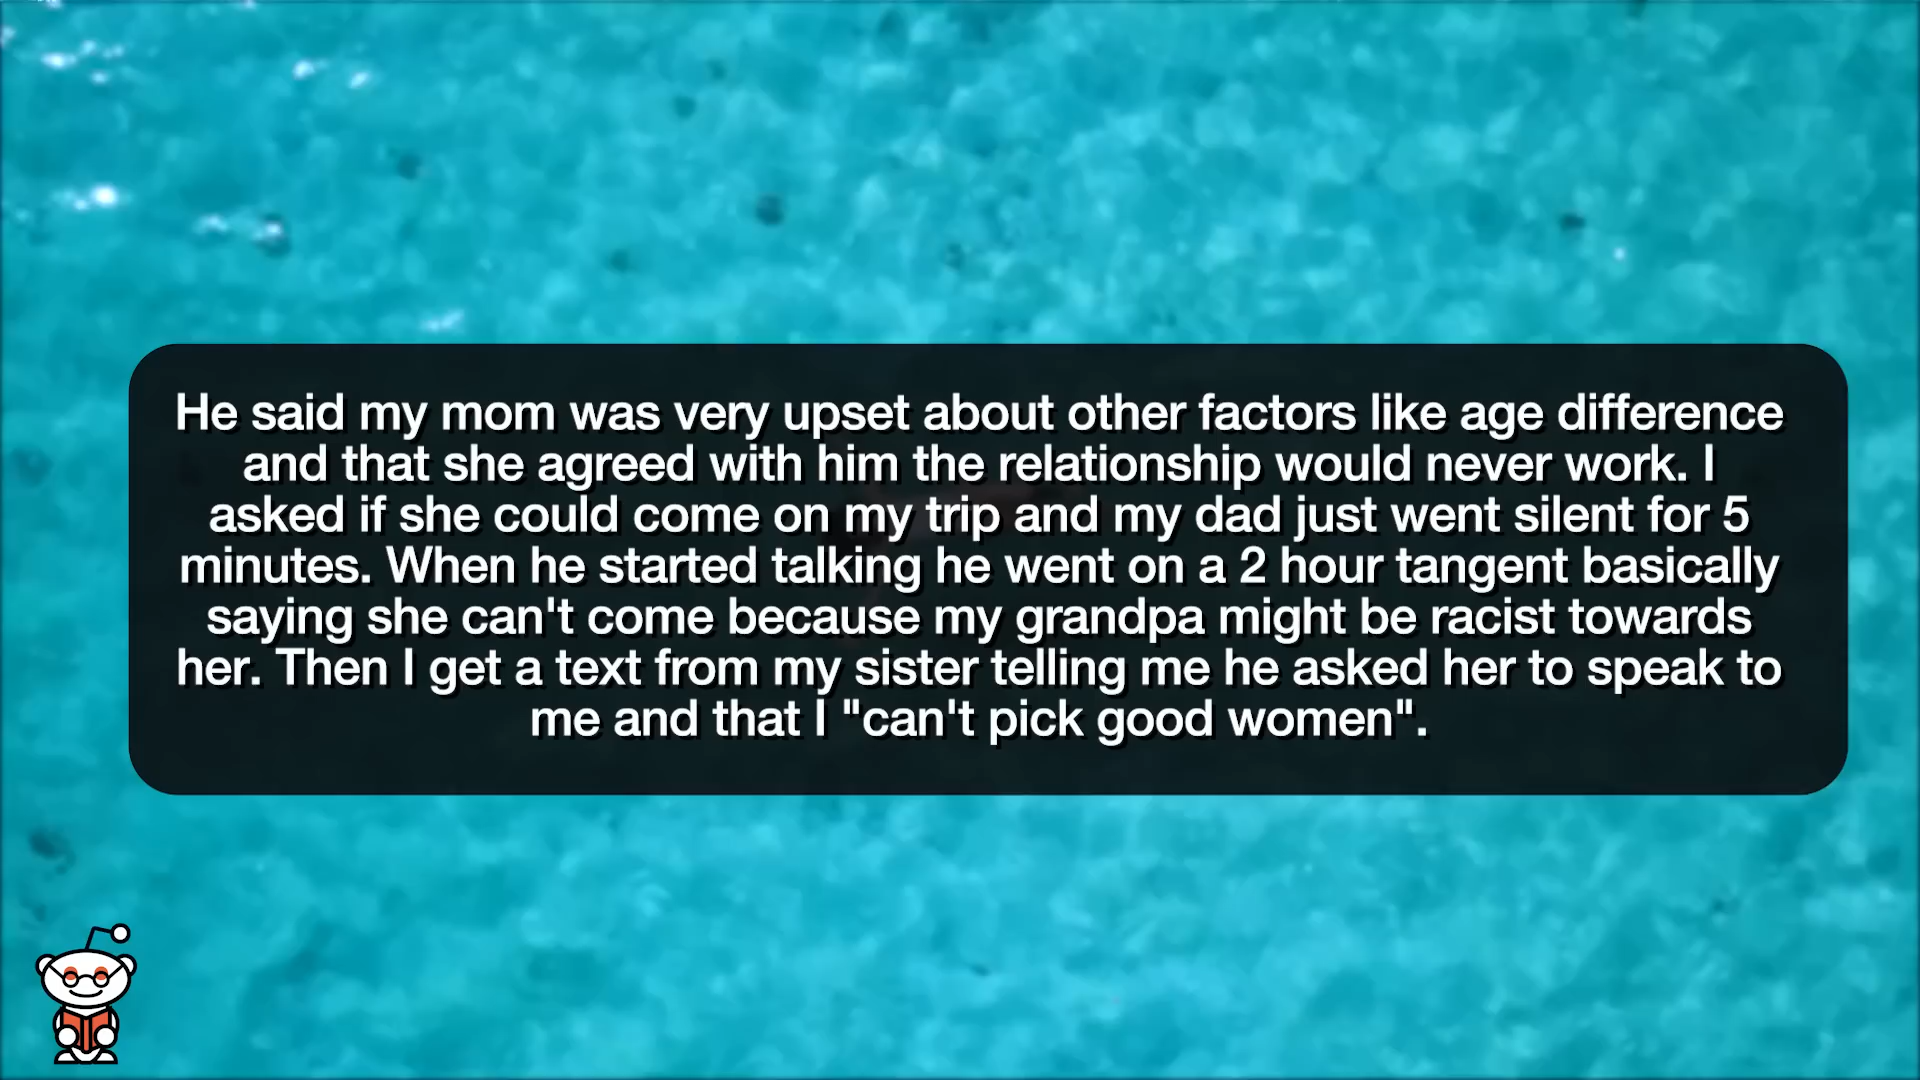 He said my mom was very upset about other factors like age difference
and that she agreed with him the relationship would never work. I
asked if she could come on my trip and my dad just went silent for 5
minutes. When he started talking he went on a 2 hour tangent basically
saying she can't come because my grandpa might be racist towards
her. Then I get a text from my sister telling me he asked her to speak to
me and that I "can't pick good women".